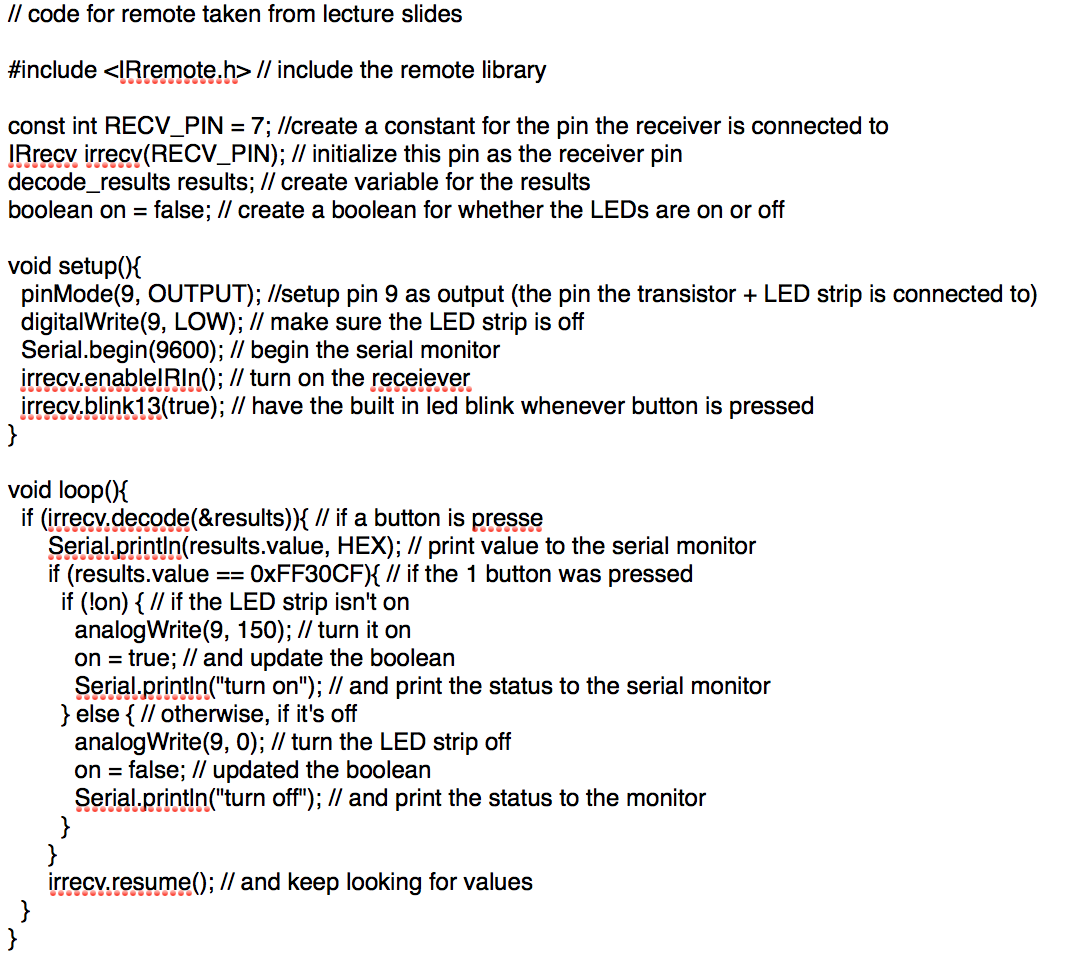 // code for remote taken from lecture slides
#include <IRremote.h> // include the remote library
const int RECV_PIN = 7; //create a constant for the pin the receiver is connected to
IRrecv irrecv(RECV_PIN); // initialize this pin as the receiver pin
decode_results results; // create variable for the results
boolean on = false; // create a boolean for whether the LEDs are on or off
void setup(){
pinMode(9, OUTPUT); //setup pin 9 as output (the pin the transistor + LED strip is connected to)
digitalWrite(9, LOW); // make sure the LED strip is off
Serial.begin(9600); // begin the serial monitor
irrecv.enableIRIn(); // turn on the receiever
irrecv.blink13(true); // have the built in led blink whenever button is pressed
}
void loop(){
if (irrecv.decode(&results)){ // if a button is presse
Serial.println(results.value, HEX); // print value to the serial monitor
if (results.value == 0xFF30CF){ // if the 1 button was pressed
if (!on) { // if the LED strip isn't on
analogWrite(9, 150); // turn it on
on = true; // and update the boolean
Serial.println("turn on"); // and print the status to the serial monitor
} else { // otherwise, if it's off
analogWrite(9, 0); // turn the LED strip off
on = false; // updated the boolean
Serial.println("turn off"); // and print the status to the monitor
}
}
irrecv.resume(); // and keep looking for values
}
}